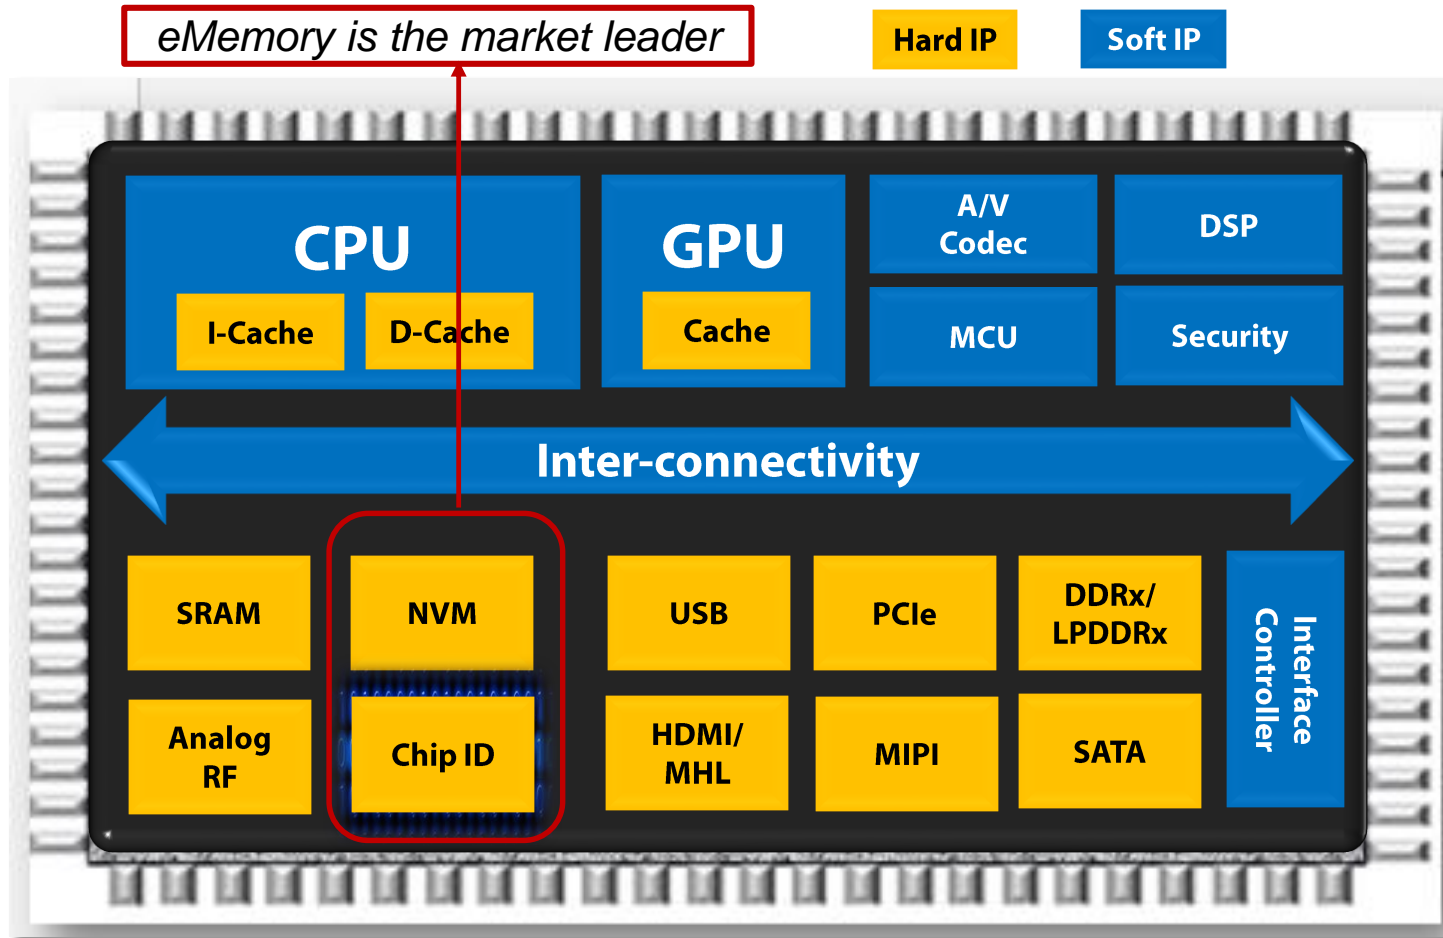 eMemory is the market leader
Hard IP
Soft IP
CPU
I-Cache
D-Cache
GPU
Cache
A/V
Codec
DSP
MCU
Security
Inter-connectivity
SRAM
NVM
USB
PCIe
DDRx/
LPDDRx
Analog
RF
Chip ID
HDMI/
MHL
MIPI
SATA
Interface
Controller